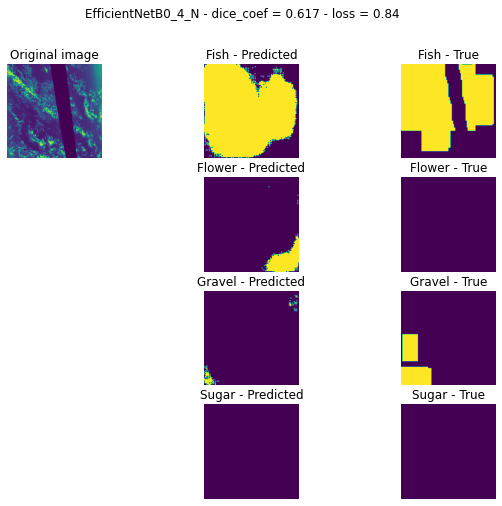 EfficientNetB0_4_N - dice_coef = 0.617 - loss = 0.84
Original image
Fish - Predicted
Fish - True
Flower - Predicted
Flower - True
Gravel - Predicted
Gravel - True
Sugar - Predicted
Sugar - True